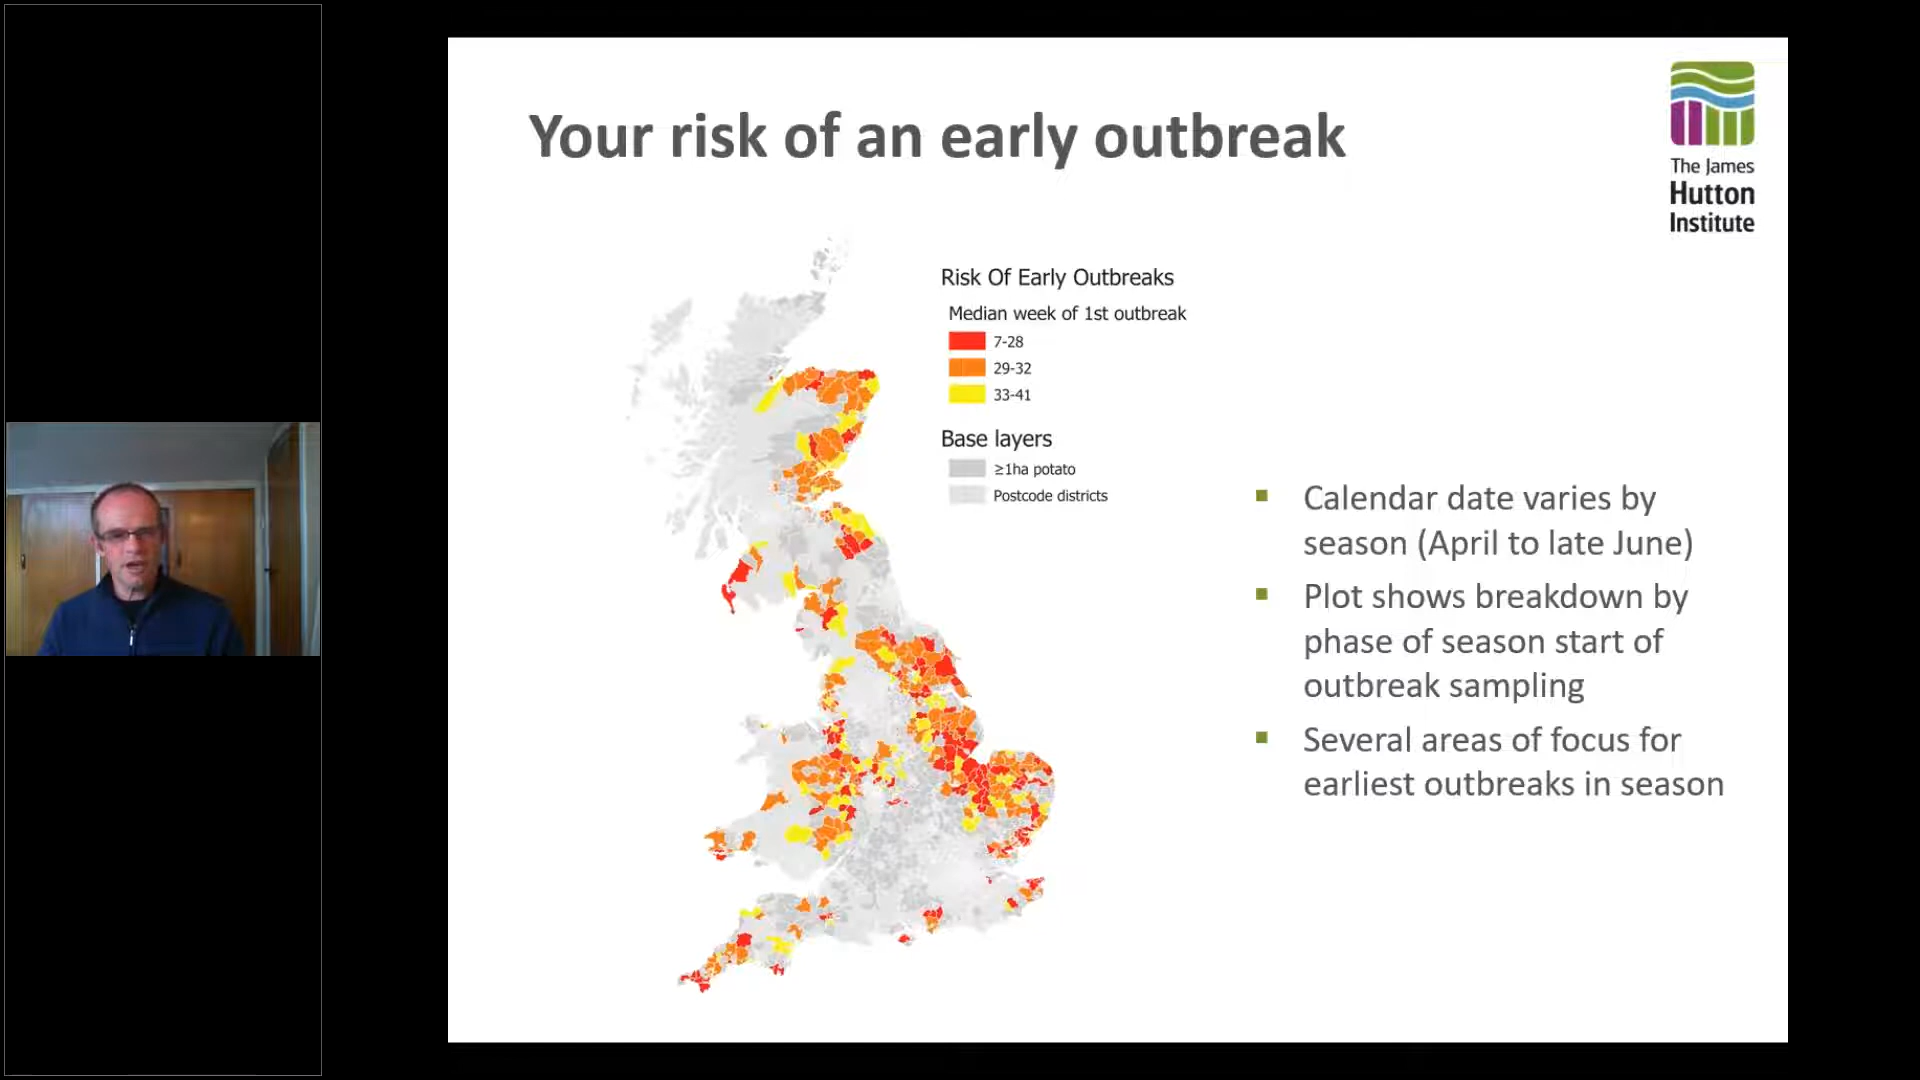 Your risk of an early outbreak
The James
Hutton
Institute
Risk Of Early Outbreaks
Median week of 1st outbreak
7-28
29-32
33-41
Base layers
≥1ha potato
Postcode districts
Calendar date varies by
season (April to late June)
Plot shows breakdown by
phase of season start of
outbreak sampling
Several areas of focus for
earliest outbreaks in season